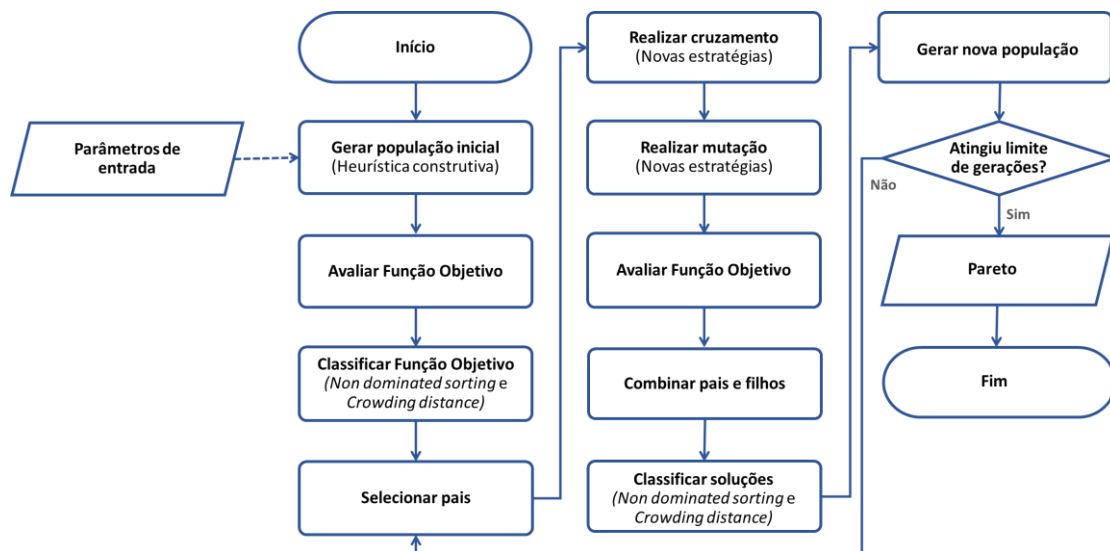 Início
Parâmetros de
entrada
Gerar população inicial
(Heurística construtiva)
Avaliar Função Objetivo
Classificar Função Objetivo
(Non dominated sorting e
Crowding distance)
Selecionar pais
Realizar cruzamento
(Novas estratégias)
Realizar mutação
(Novas estratégias)
Avaliar Função Objetivo
Combinar pais e filhos
Classificar soluções
(Non dominated sorting e
Crowding distance)
Gerar nova população
Atingiu limite
de gerações?
Não
Sim
Pareto
Fim